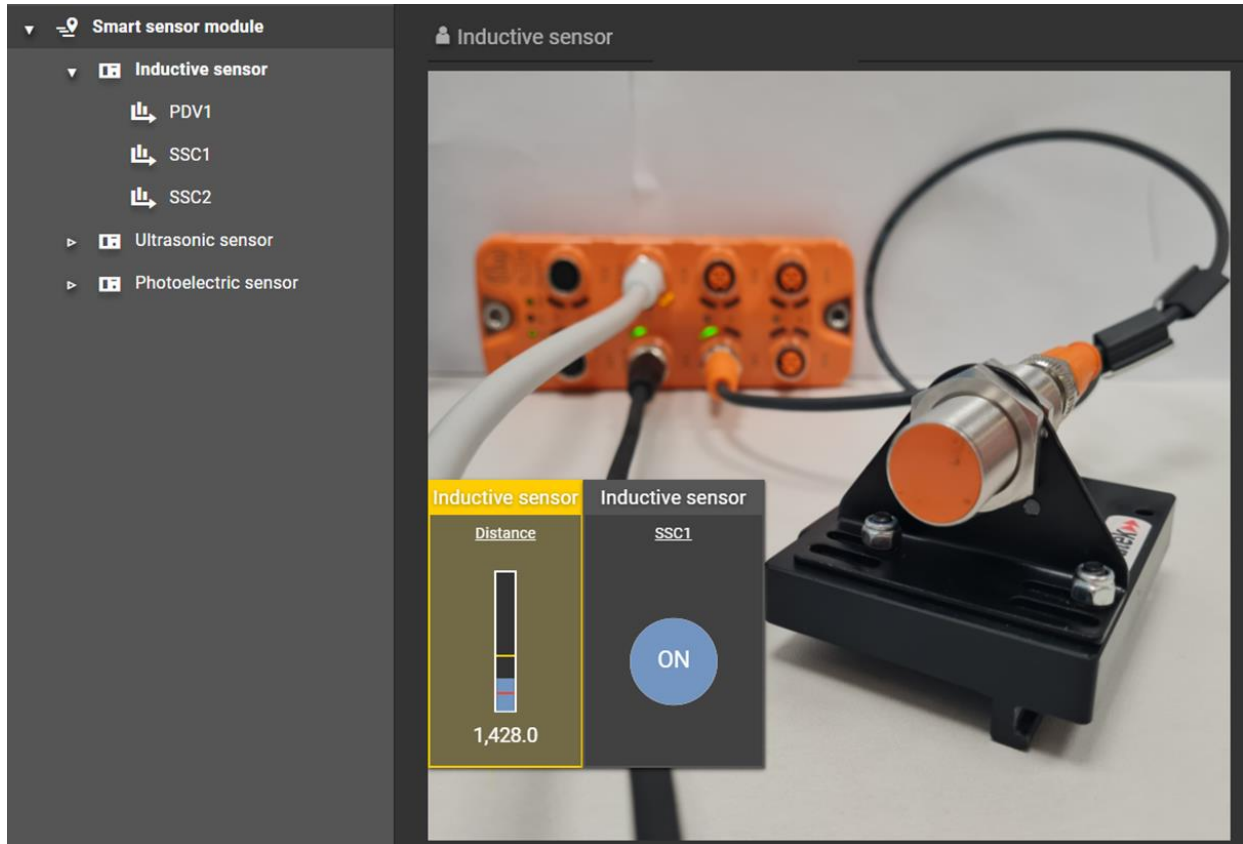 Smart sensor module
Inductive sensor
PDV1
SSC1
SSC2
Ultrasonic sensor
Photoelectric sensor
Inductive sensor
Inductive sensor
Distance
1,428.0
Inductive sensor
SSC1
ON